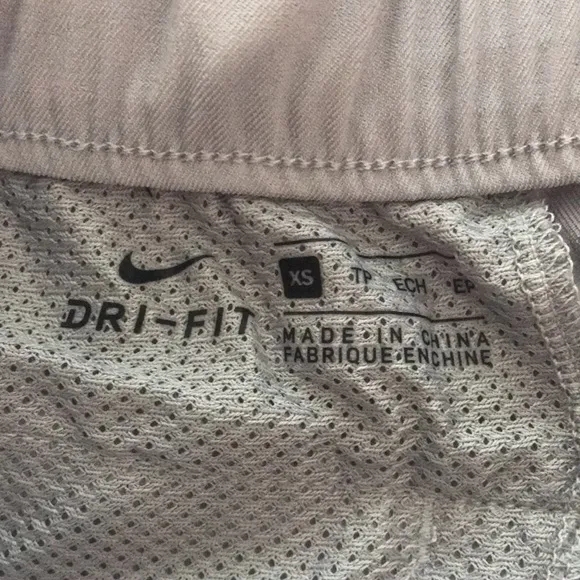 XS TP ECH EP
DRI-FIT
MADE IN CHINA
FABRIQUE EN CHINE